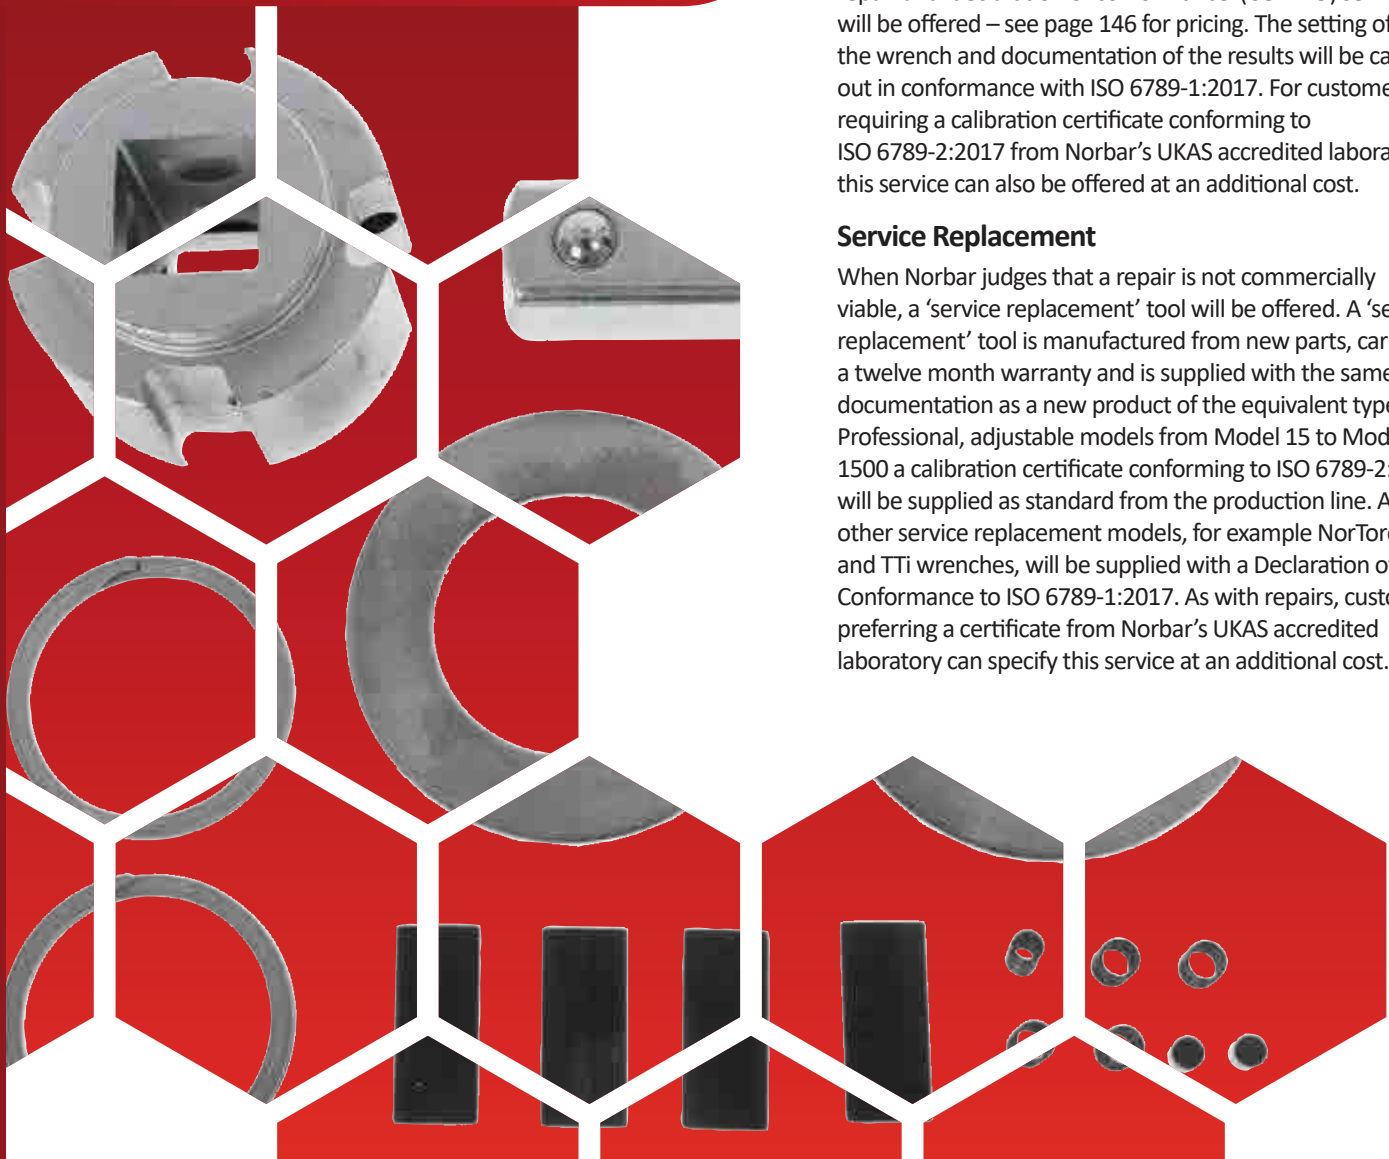 will be offered – see page 146 for pricing. The setting of
the wrench and documentation of the results will be ca
out in conformance with ISO 6789-1:2017. For custome
requiring a calibration certificate conforming to
ISO 6789-2:2017 from Norbar’s UKAS accredited labora
this service can also be offered at an additional cost.
Service Replacement
When Norbar judges that a repair is not commercially
viable, a ‘service replacement’ tool will be offered. A ‘se
replacement’ tool is manufactured from new parts, car
a twelve month warranty and is supplied with the same
documentation as a new product of the equivalent type
Professional, adjustable models from Model 15 to Mod
1500 a calibration certificate conforming to ISO 6789-2:
will be supplied as standard from the production line. A
other service replacement models, for example NorTor
and TTi wrenches, will be supplied with a Declaration o
Conformance to ISO 6789-1:2017. As with repairs, custo
preferring a certificate from Norbar’s UKAS accredited
laboratory can specify this service at an additional cost.